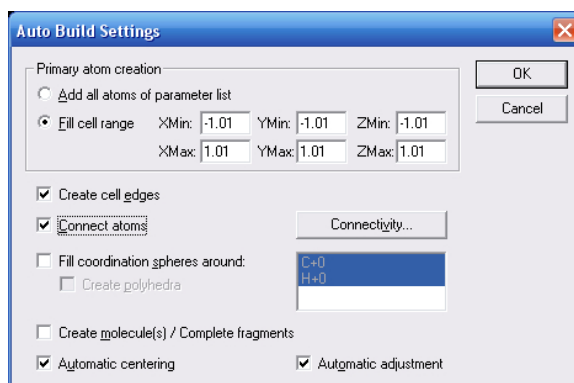 Auto Build Settings
Primary atom creation
Add all atoms of parameter list
Fill cell range XMin: -1.01 YMin: -1.01 ZMin: -1.01
XMax: 1.01 YMax: 1.01 ZMax: 1.01
OK
Cancel
Create cell edges
Connect atoms
Connectivity...
Fill coordination spheres around:
Create polyhedra
C+0
H+0
Create molecule(s) / Complete fragments
Automatic centering
Automatic adjustment